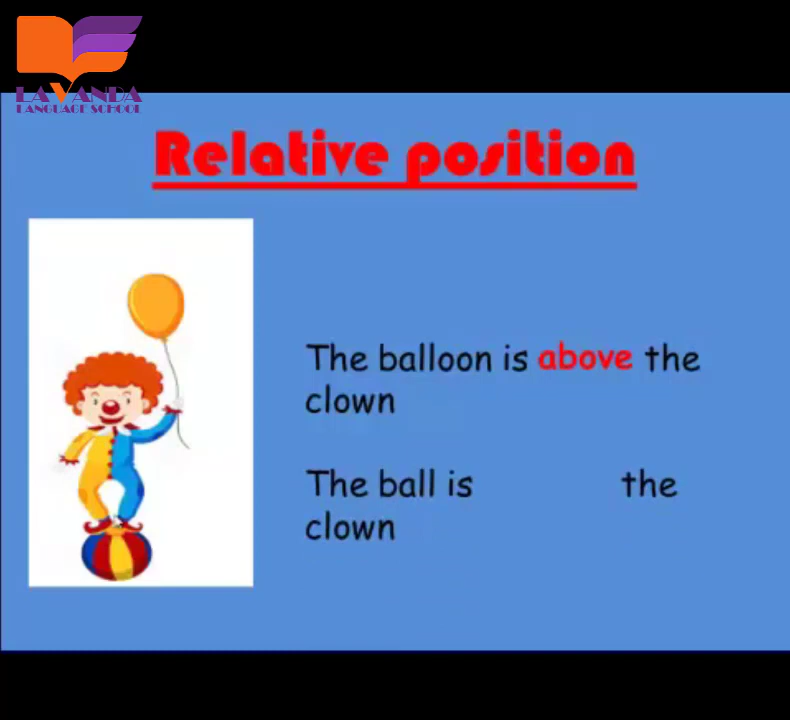 LAVANDA
LANGUAGE SCHOOL
Relative position
The balloon is above the
clown
The ball is the
clown